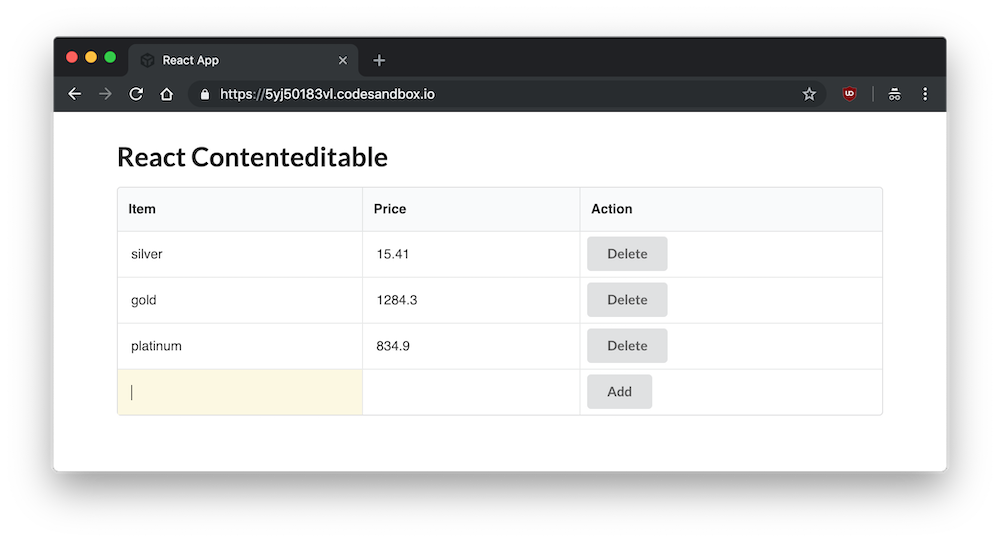 React App
https://5yj50183vl.codesandbox.io
UD
React Contenteditable
Item Price Action
silver 15.41 Delete
gold 1284.3 Delete
platinum 834.9 Delete
Add